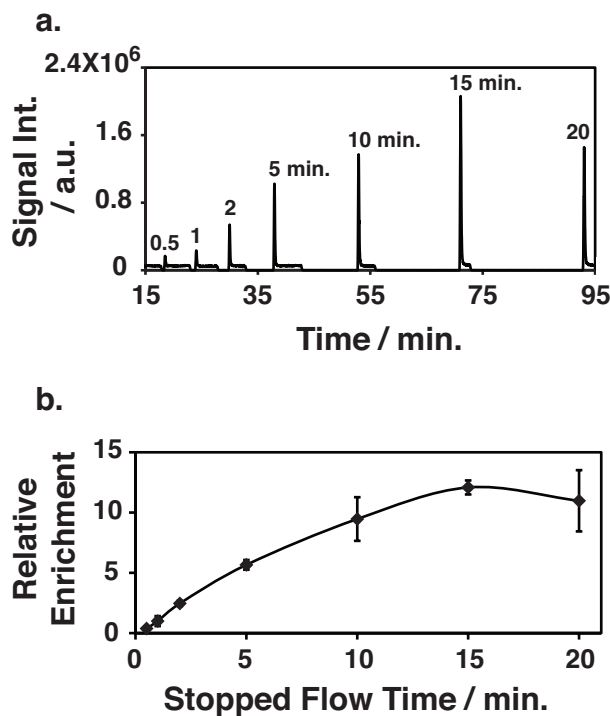 a.
2.4X10⁶
1.6
0.8
0
Signal Int.
/ a.u.
0.5
1
2
5 min.
10 min.
15 min.
20
15 35 55 75 95
Time / min.
b.
15
10
5
0
Relative
Enrichment
0 5 10 15 20
Stopped Flow Time / min.